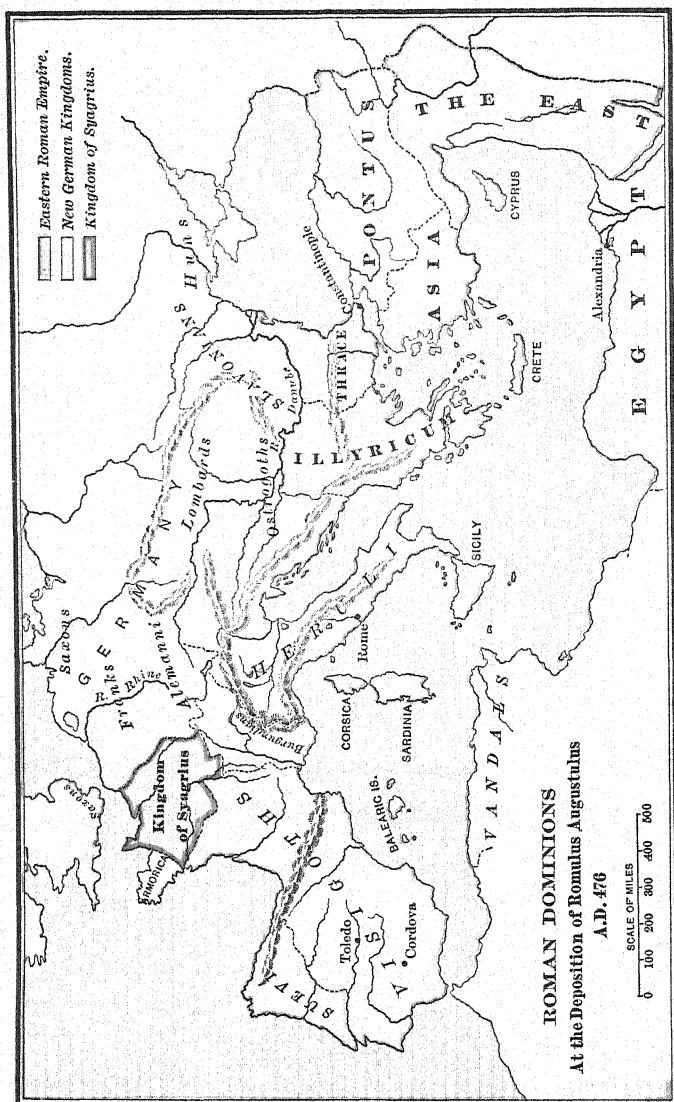 Eastern Roman Empire.
New German Kingdoms.
Kingdom of Syagrius.
Saxons
Saxons
GERMANY
Franks
R. Rhine
Alemanni
Lombards
SLAVONIANS
Huns
Kingdom
of Syagrius
ARMORICA
Burgundians
Ostrogoths
R. Danube
HERULI
ILLYRICUM
THRACE
Constantinople
PONTUS
ASIA
THE EAST
VISIGOTHS
SUEVI
Toledo
Cordova
BALEARIC IS.
CORSICA
SARDINIA
Rome
SICILY
CRETE
CYPRUS
Alexandria
EGYPT
VANDALS
ROMAN DOMINIONS
At the Deposition of Romulus Augustulus
A.D. 476
SCALE OF MILES
0 100 200 300 400 500